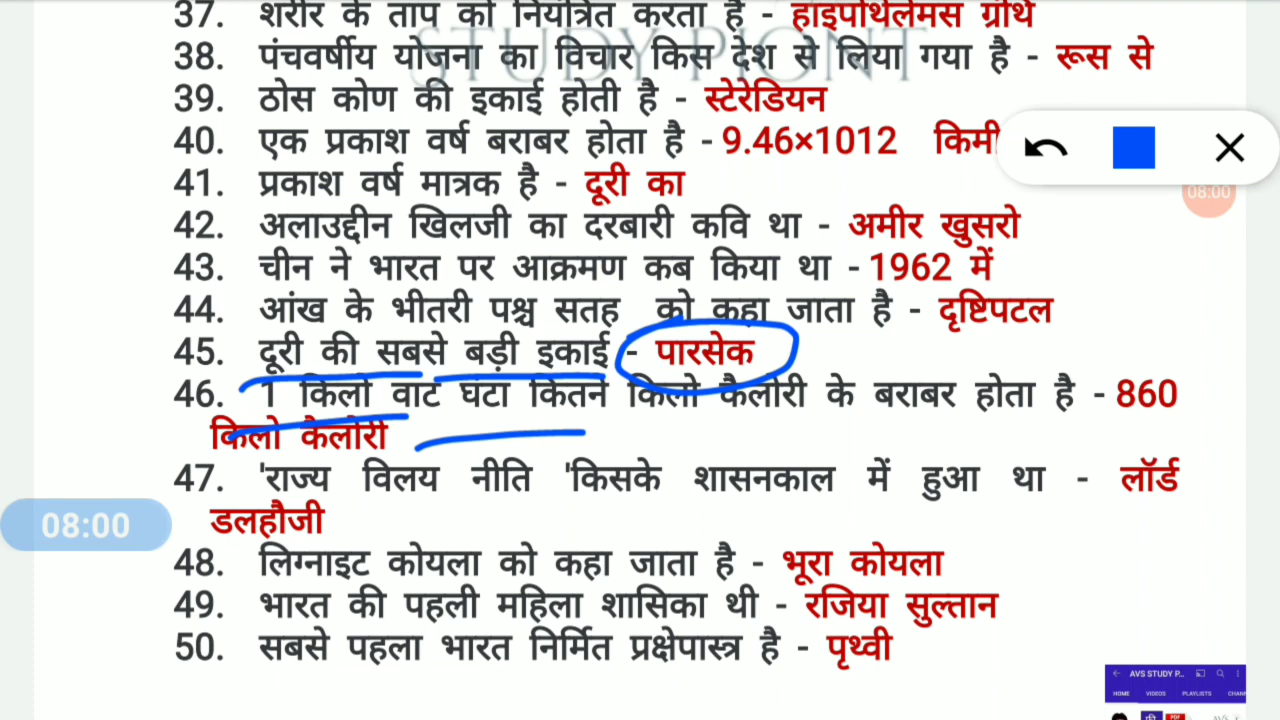 37. शरीर के ताप को नियंत्रित करता है - हाइपोथेलेमस ग्रंथि
STUDY PIONT
38. पंचवर्षीय योजना का विचार किस देश से लिया गया है - रूस से
39. ठोस कोण की इकाई होती है - स्टेरेडियन
40. एक प्रकाश वर्ष बराबर होता है - 9.46×1012 किमी
08:00
41. प्रकाश वर्ष मात्रक है - दूरी का
42. अलाउद्दीन खिलजी का दरबारी कवि था - अमीर खुसरो
43. चीन ने भारत पर आक्रमण कब किया था - 1962 में
44. आंख के भीतरी पश्च सतह को कहा जाता है - दृष्टिपटल
45. दूरी की सबसे बड़ी इकाई - पारसेक
46. 1 किलो वाट घंटा कितने किलो कैलोरी के बराबर होता है - 860
किलो कैलोरी
47. 'राज्य विलय नीति 'किसके शासनकाल में हुआ था - लॉर्ड
डलहौजी
08:00
48. लिग्नाइट कोयला को कहा जाता है - भूरा कोयला
49. भारत की पहली महिला शासिका थी - रजिया सुल्तान
50. सबसे पहला भारत निर्मित प्रक्षेपास्त्र है - पृथ्वी
AVS STUDY P...
HOME VIDEOS PLAYLISTS CHAN
PDF